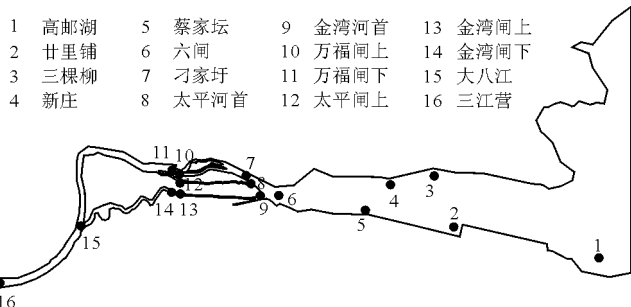 1 高邮湖 5 蔡家坛 9 金湾河首 13 金湾闸上
2 廿里铺 6 六闸 10 万福闸上 14 金湾闸下
3 三棵柳 7 刁家圩 11 万福闸下 15 大八江
4 新庄 8 太平河首 12 太平闸上 16 三江营
11 10 7
12 8 4 3
14 13 9 6
5 2
15 1
16